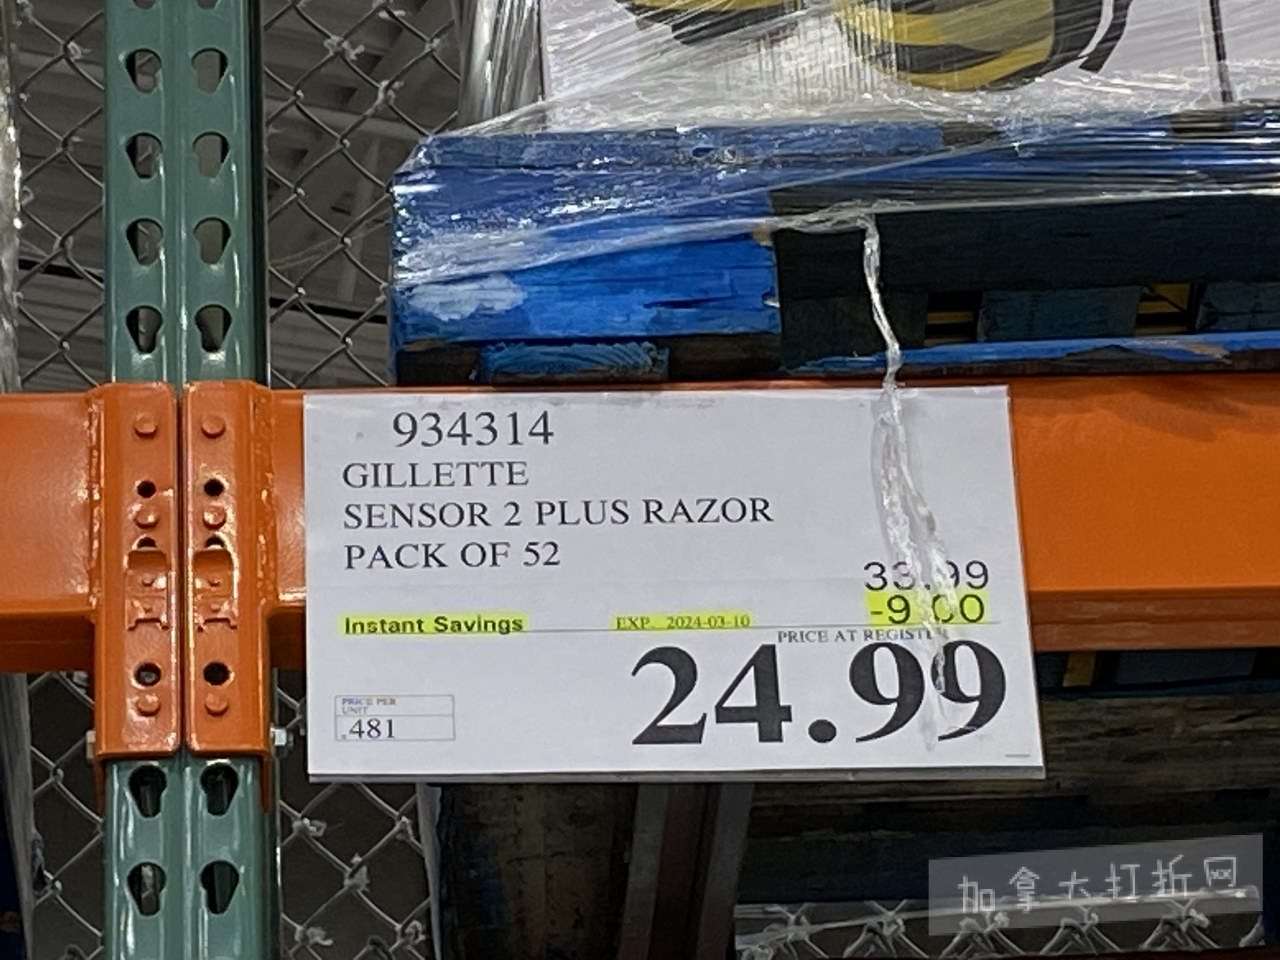 934314
GILLETTE
SENSOR 2 PLUS RAZOR
PACK OF 52
33.99
Instant Savings EXP. 2024-03-10 -9.00
PRICE AT REGISTER
24.99
PRICE PER
UNIT
.481
加拿大打折网